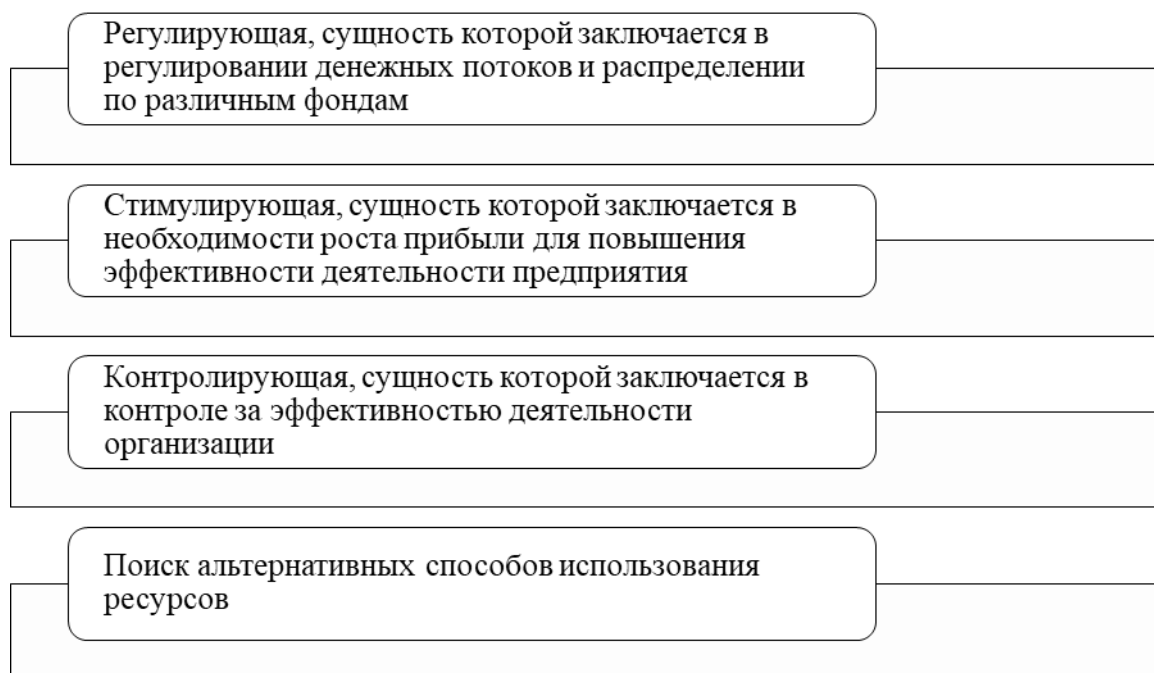 Регулирующая, сущность которой заключается в
регулировании денежных потоков и распределении
по различным фондам
Стимулирующая, сущность которой заключается в
необходимости роста прибыли для повышения
эффективности деятельности предприятия
Контролирующая, сущность которой заключается в
контроле за эффективностью деятельности
организации
Поиск альтернативных способов использования
ресурсов